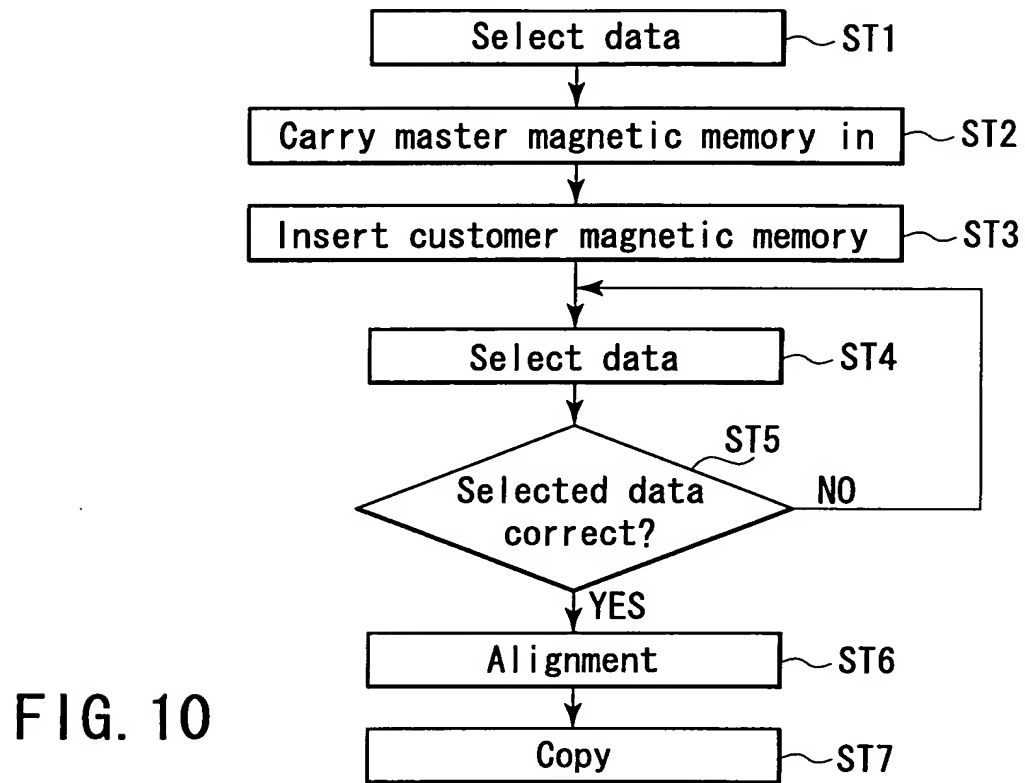 Select data ST1
Carry master magnetic memory in ST2
Insert customer magnetic memory ST3
Select data ST4
ST5
Selected data
correct?
NO
YES
Alignment ST6
Copy ST7
FIG. 10